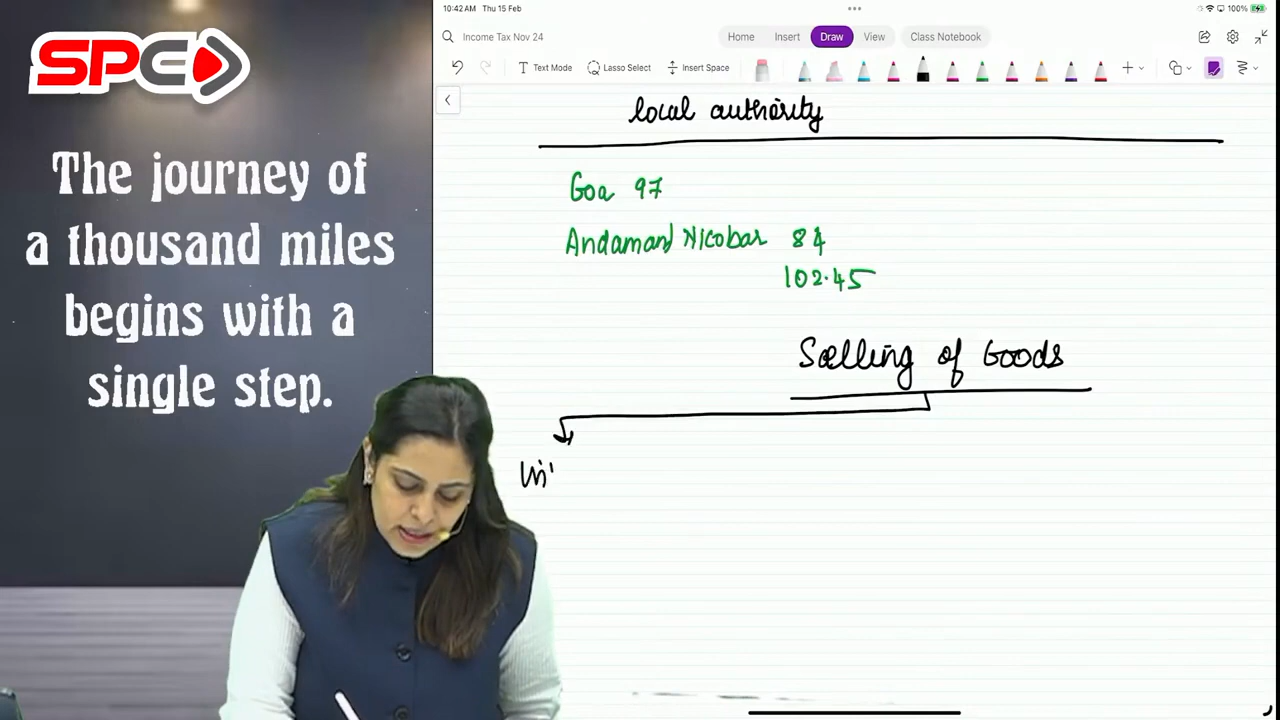 SPC
The journey of
a thousand miles
begins with a
single step.
10:42 AM Thu 15 Feb
100%
Income Tax Nov 24
Home Insert Draw View Class Notebook
Text Mode Lasso Select Insert Space
local authority
Goa 97
Andaman Nicobar 84
102.45
Selling of Goods